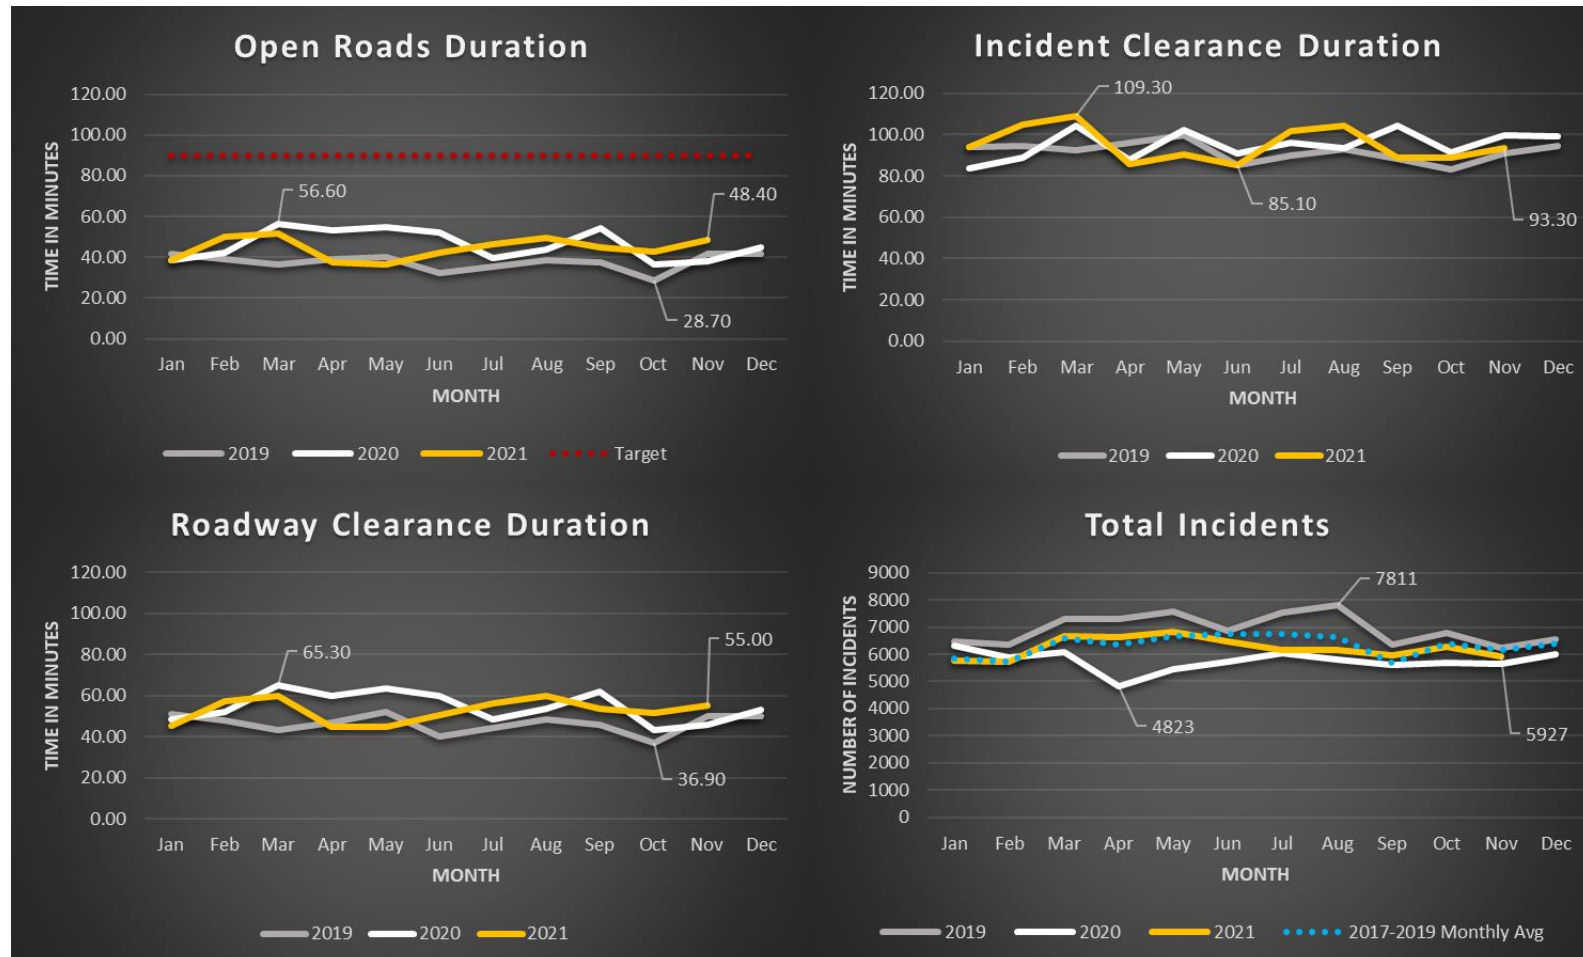 Open Roads Duration
120.00
100.00
80.00
60.00
40.00
20.00
0.00
TIME IN MINUTES
56.60
48.40
28.70
Jan Feb Mar Apr May Jun Jul Aug Sep Oct Nov Dec
MONTH
2019 2020 2021 Target
Incident Clearance Duration
120.00
100.00
80.00
60.00
40.00
20.00
0.00
TIME IN MINUTES
109.30
85.10
93.30
Jan Feb Mar Apr May Jun Jul Aug Sep Oct Nov Dec
MONTH
2019 2020 2021
Roadway Clearance Duration
120.00
100.00
80.00
60.00
40.00
20.00
0.00
TIME IN MINUTES
65.30
55.00
36.90
Jan Feb Mar Apr May Jun Jul Aug Sep Oct Nov Dec
MONTH
2019 2020 2021
Total Incidents
9000
8000
7000
6000
5000
4000
3000
2000
1000
0
NUMBER OF INCIDENTS
7811
4823
5927
Jan Feb Mar Apr May Jun Jul Aug Sep Oct Nov Dec
MONTH
2019 2020 2021 2017-2019 Monthly Avg